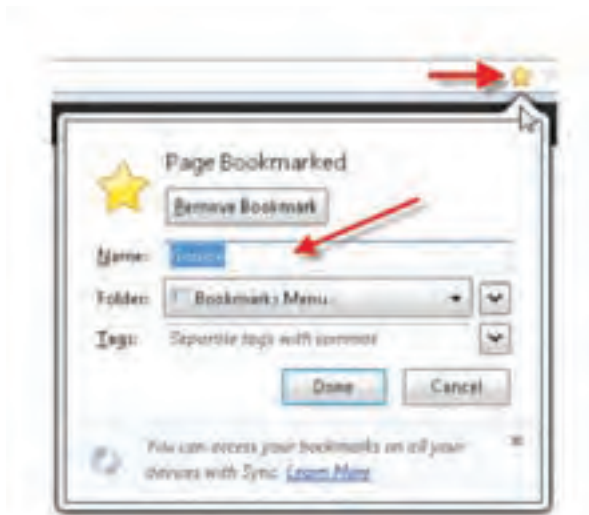 Page Bookmarked
Remove Bookmark
Name:
Folder: Bookmarks Menu
Tags: Separate tags with commas
Done Cancel
You can access your bookmarks on all your
devices with Sync. Learn More